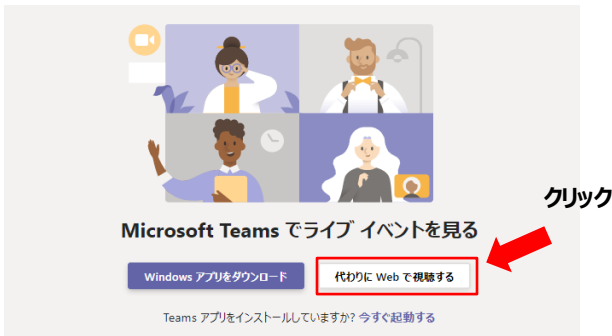 クリック
Microsoft Teams でライブ イベントを見る
Windows アプリをダウンロード
代わりに Web で視聴する
Teams アプリをインストールしていますか? 今すぐ起動する